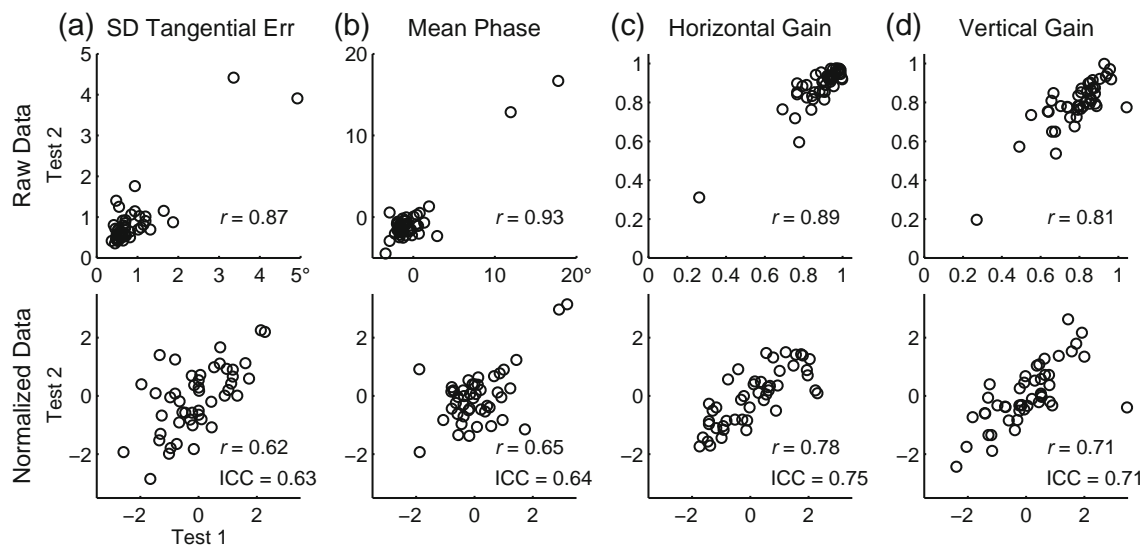 (a) SD Tangential Err
(b) Mean Phase
(c) Horizontal Gain
(d) Vertical Gain
Raw Data
Test 2
5
4
3
2
1
0
0 1 2 3 4 5°
r = 0.87
20
10
0
0 10 20°
r = 0.93
1
0.8
0.6
0.4
0.2
0
0 0.2 0.4 0.6 0.8 1
r = 0.89
1
0.8
0.6
0.4
0.2
0
0 0.2 0.4 0.6 0.8 1
r = 0.81
Normalized Data
Test 2
2
0
−2
−2 0 2
Test 1
r = 0.62
ICC = 0.63
2
0
−2
−2 0 2
r = 0.65
ICC = 0.64
2
0
−2
−2 0 2
r = 0.78
ICC = 0.75
2
0
−2
−2 0 2
r = 0.71
ICC = 0.71